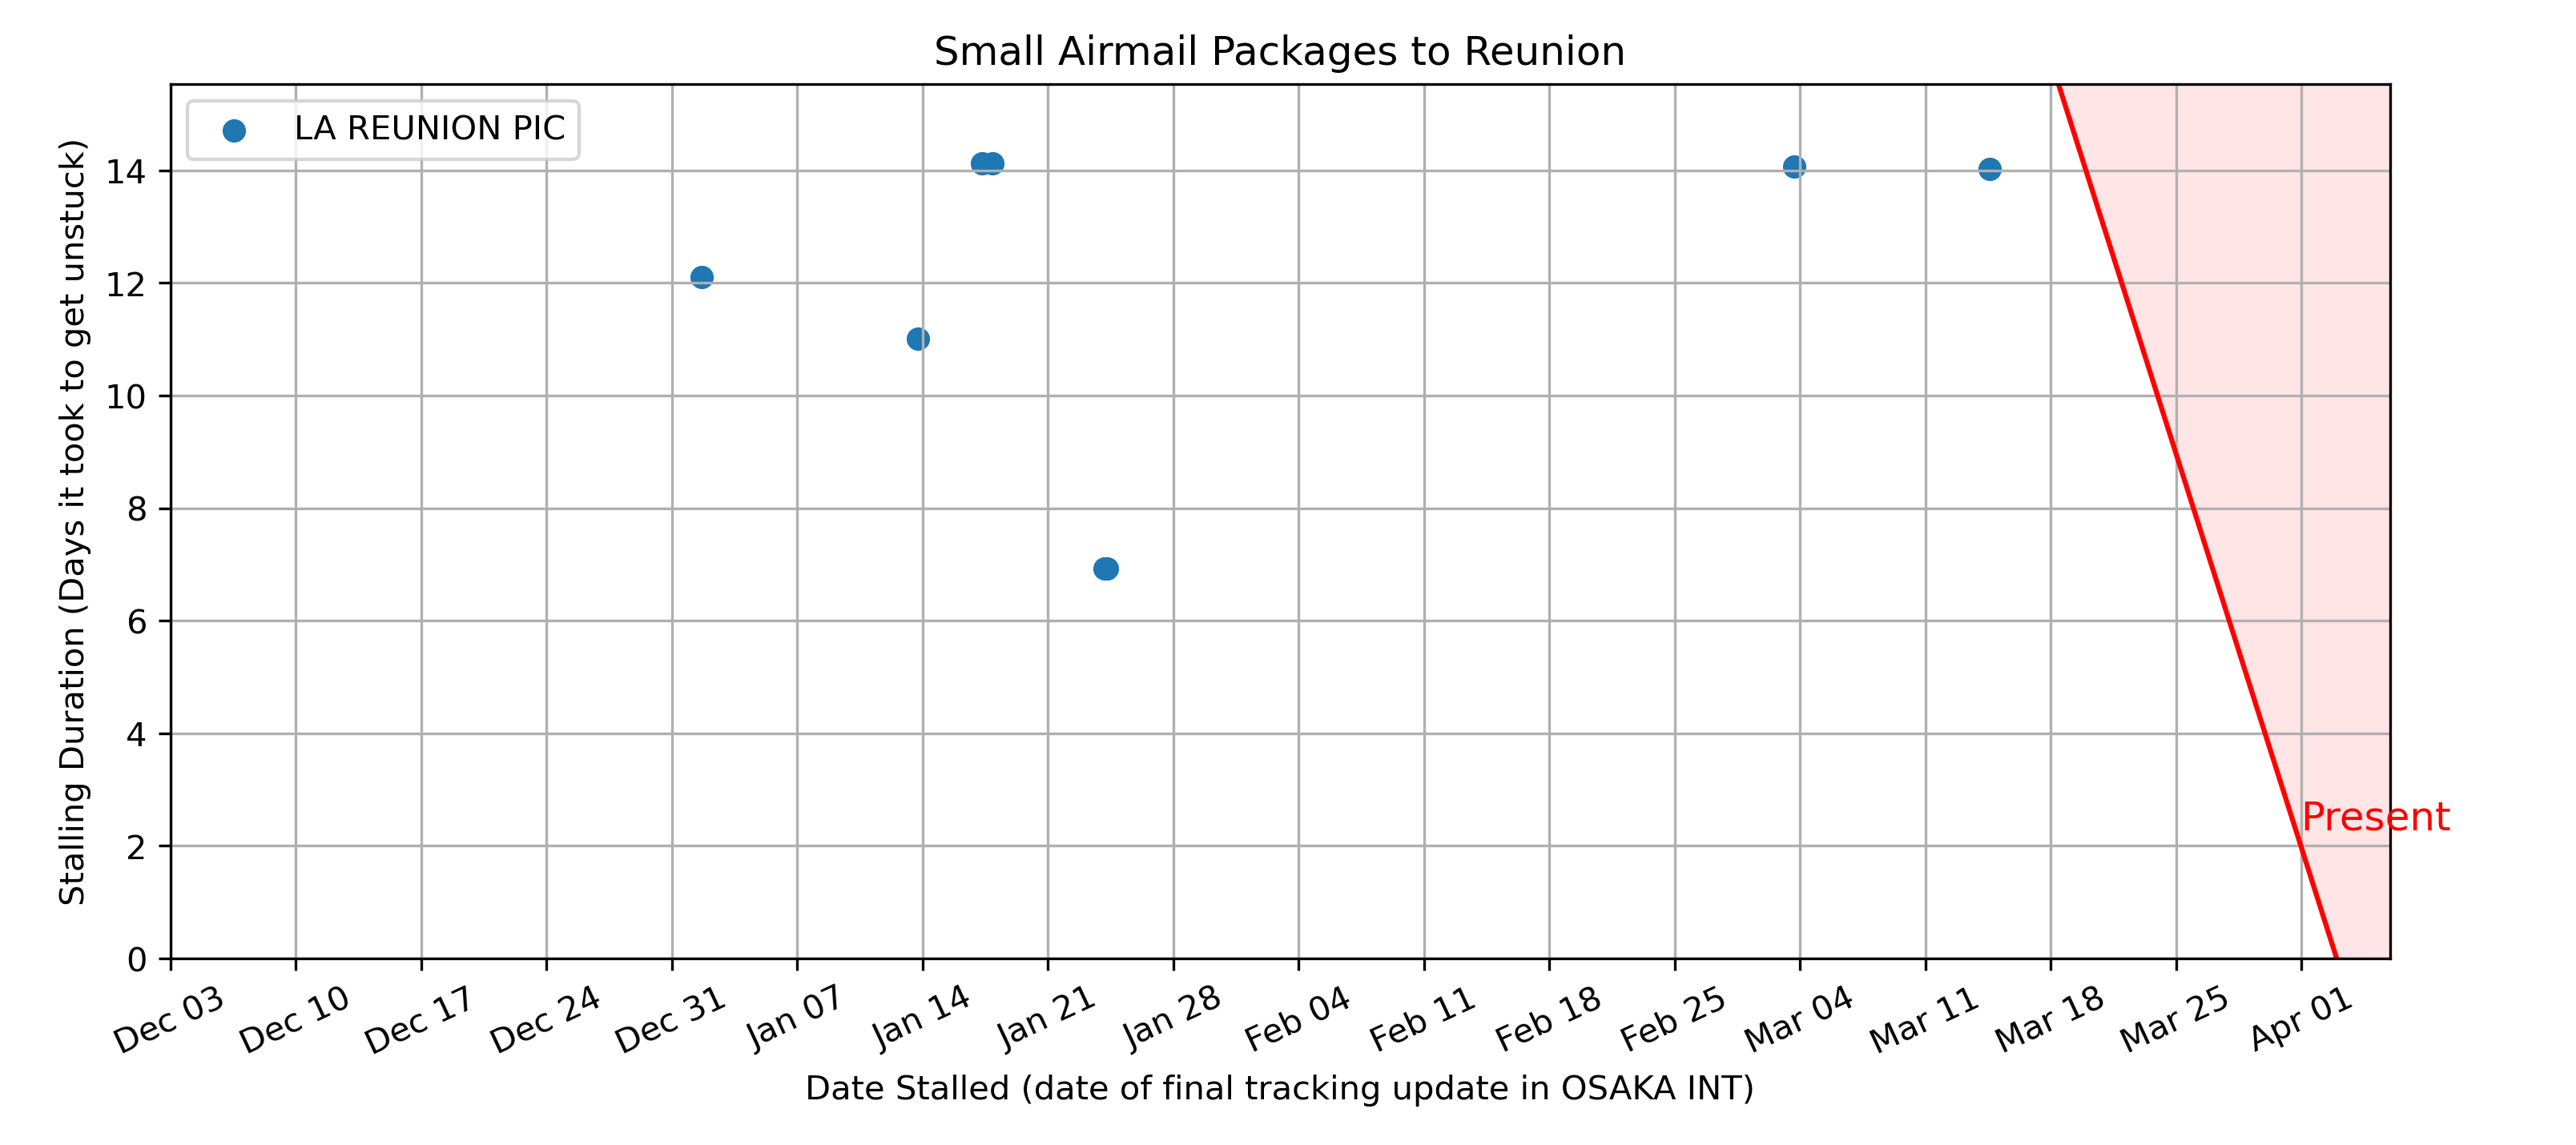 Small Airmail Packages to Reunion
LA REUNION PIC
Stalling Duration (Days it took to get unstuck)
14
12
10
8
6
4
2
0
Present
Dec 03
Dec 10
Dec 17
Dec 24
Dec 31
Jan 07
Jan 14
Jan 21
Jan 28
Feb 04
Feb 11
Feb 18
Feb 25
Mar 04
Mar 11
Mar 18
Mar 25
Apr 01
Date Stalled (date of final tracking update in OSAKA INT)